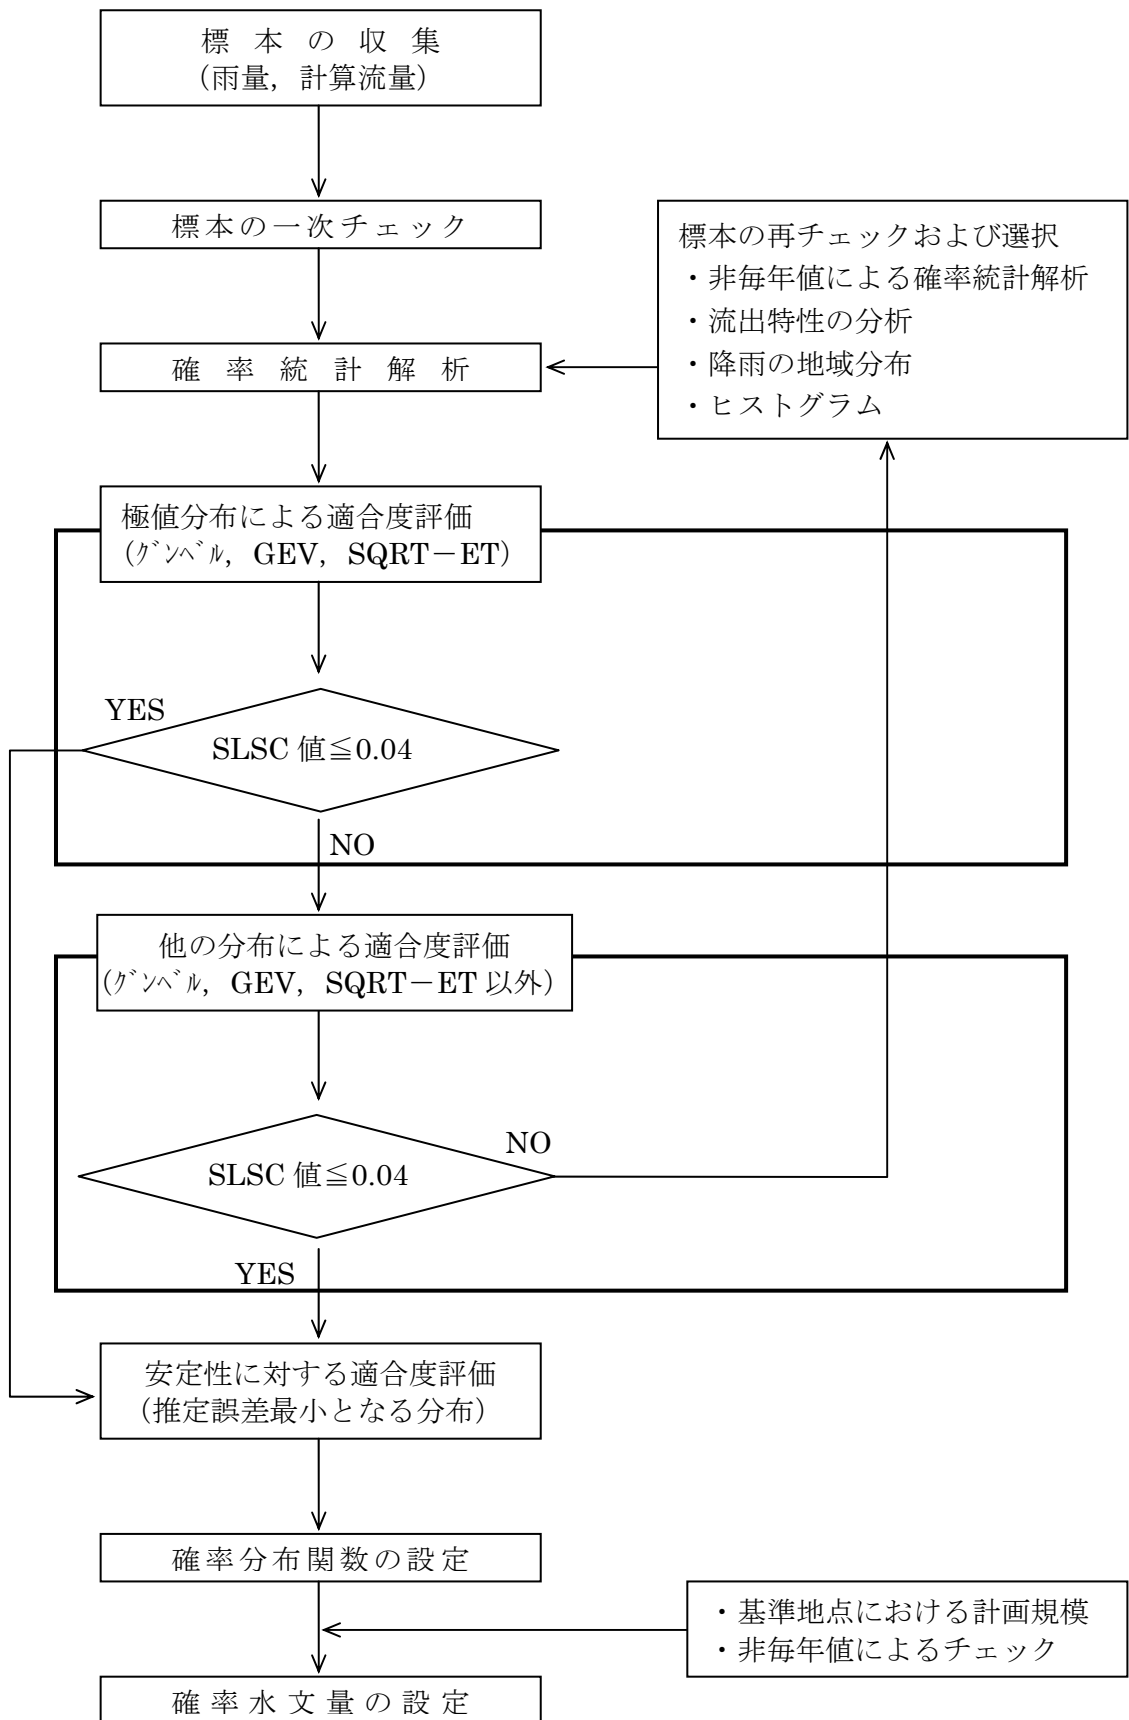 標本の収集
（雨量，計算流量）
標本の一次チェック
標本の再チェックおよび選択
・非毎年値による確率統計解析
・流出特性の分析
・降雨の地域分布
・ヒストグラム
確率統計解析
極値分布による適合度評価
（ｸﾞﾝﾍﾞﾙ，GEV，SQRT－ET）
YES
SLSC 値≦0.04
NO
他の分布による適合度評価
（ｸﾞﾝﾍﾞﾙ，GEV，SQRT－ET 以外）
NO
SLSC 値≦0.04
YES
安定性に対する適合度評価
（推定誤差最小となる分布）
確率分布関数の設定
・基準地点における計画規模
・非毎年値によるチェック
確率水文量の設定